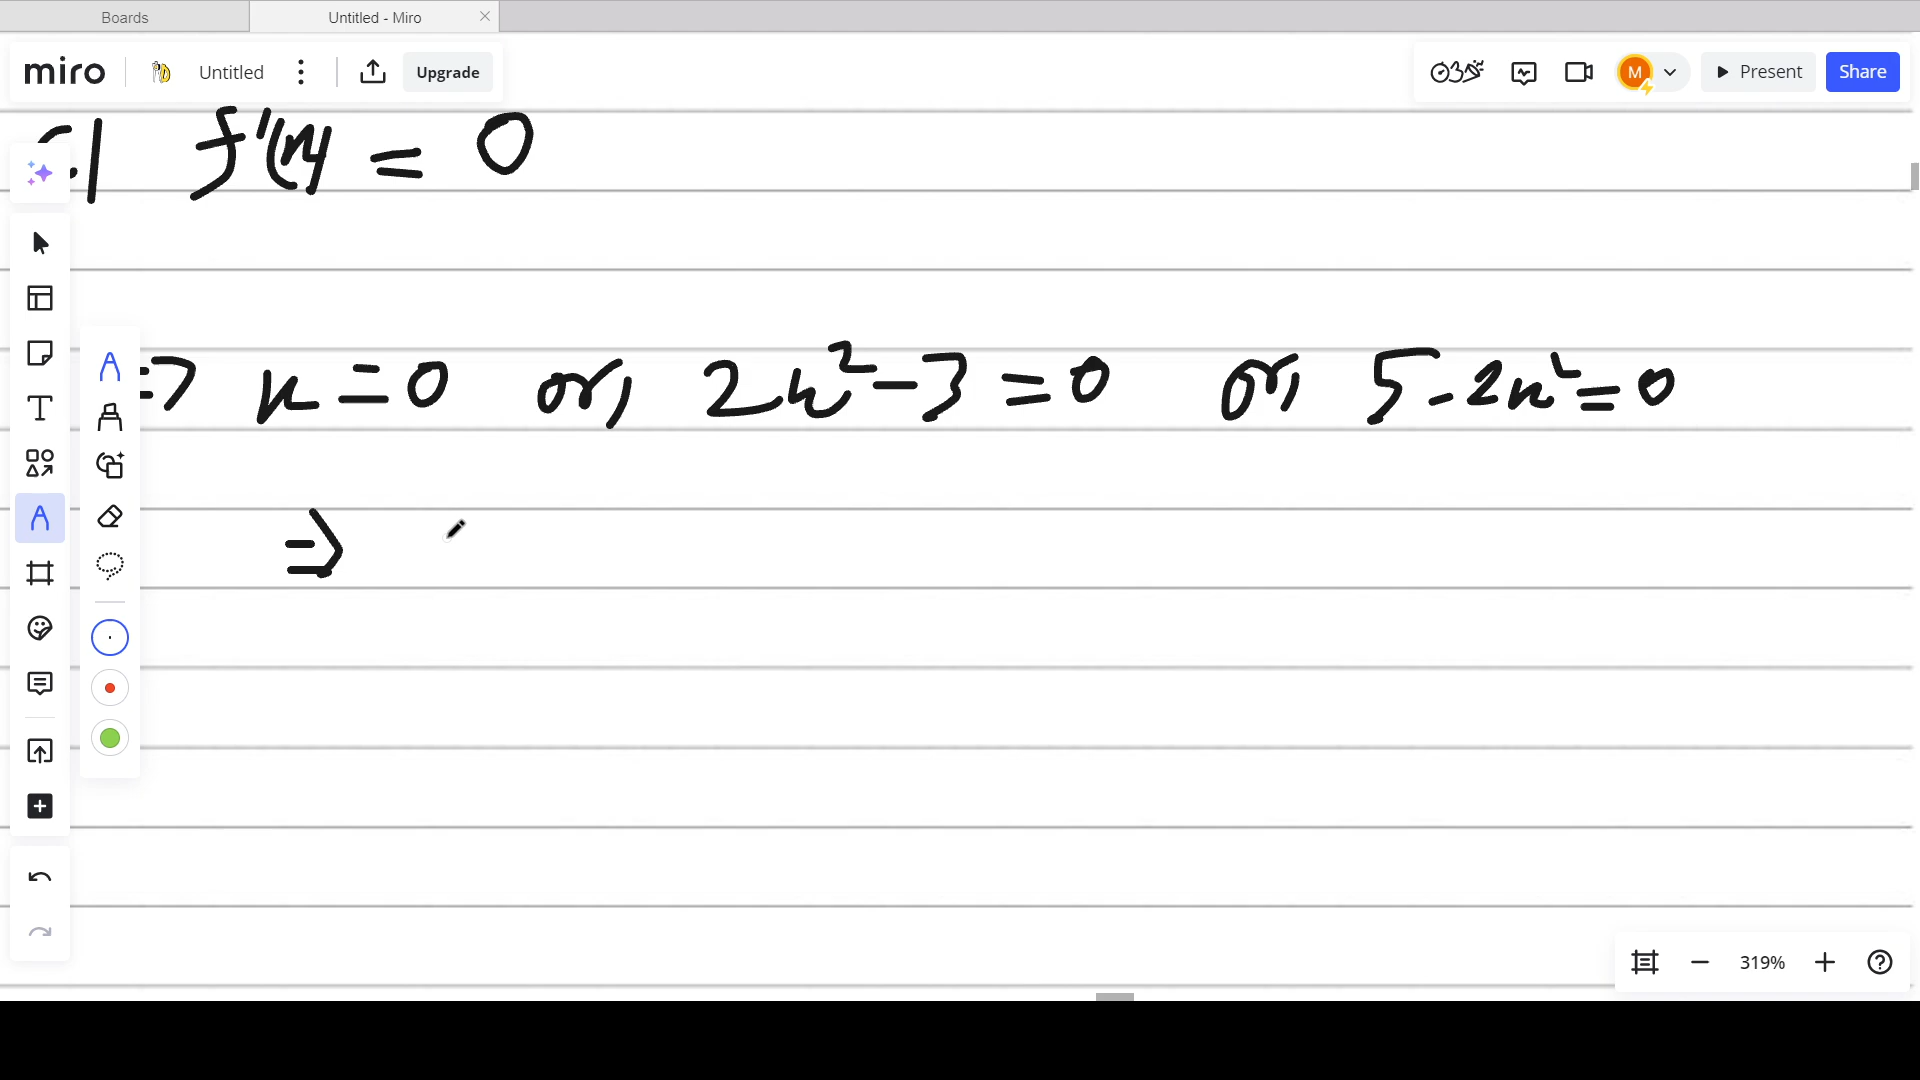 Boards
Untitled - Miro
miro Untitled Upgrade
M Present Share
f'(x) = 0
=> x = 0 or, 2x² - 3 = 0 or, 5 - 2x² = 0
=>
319%